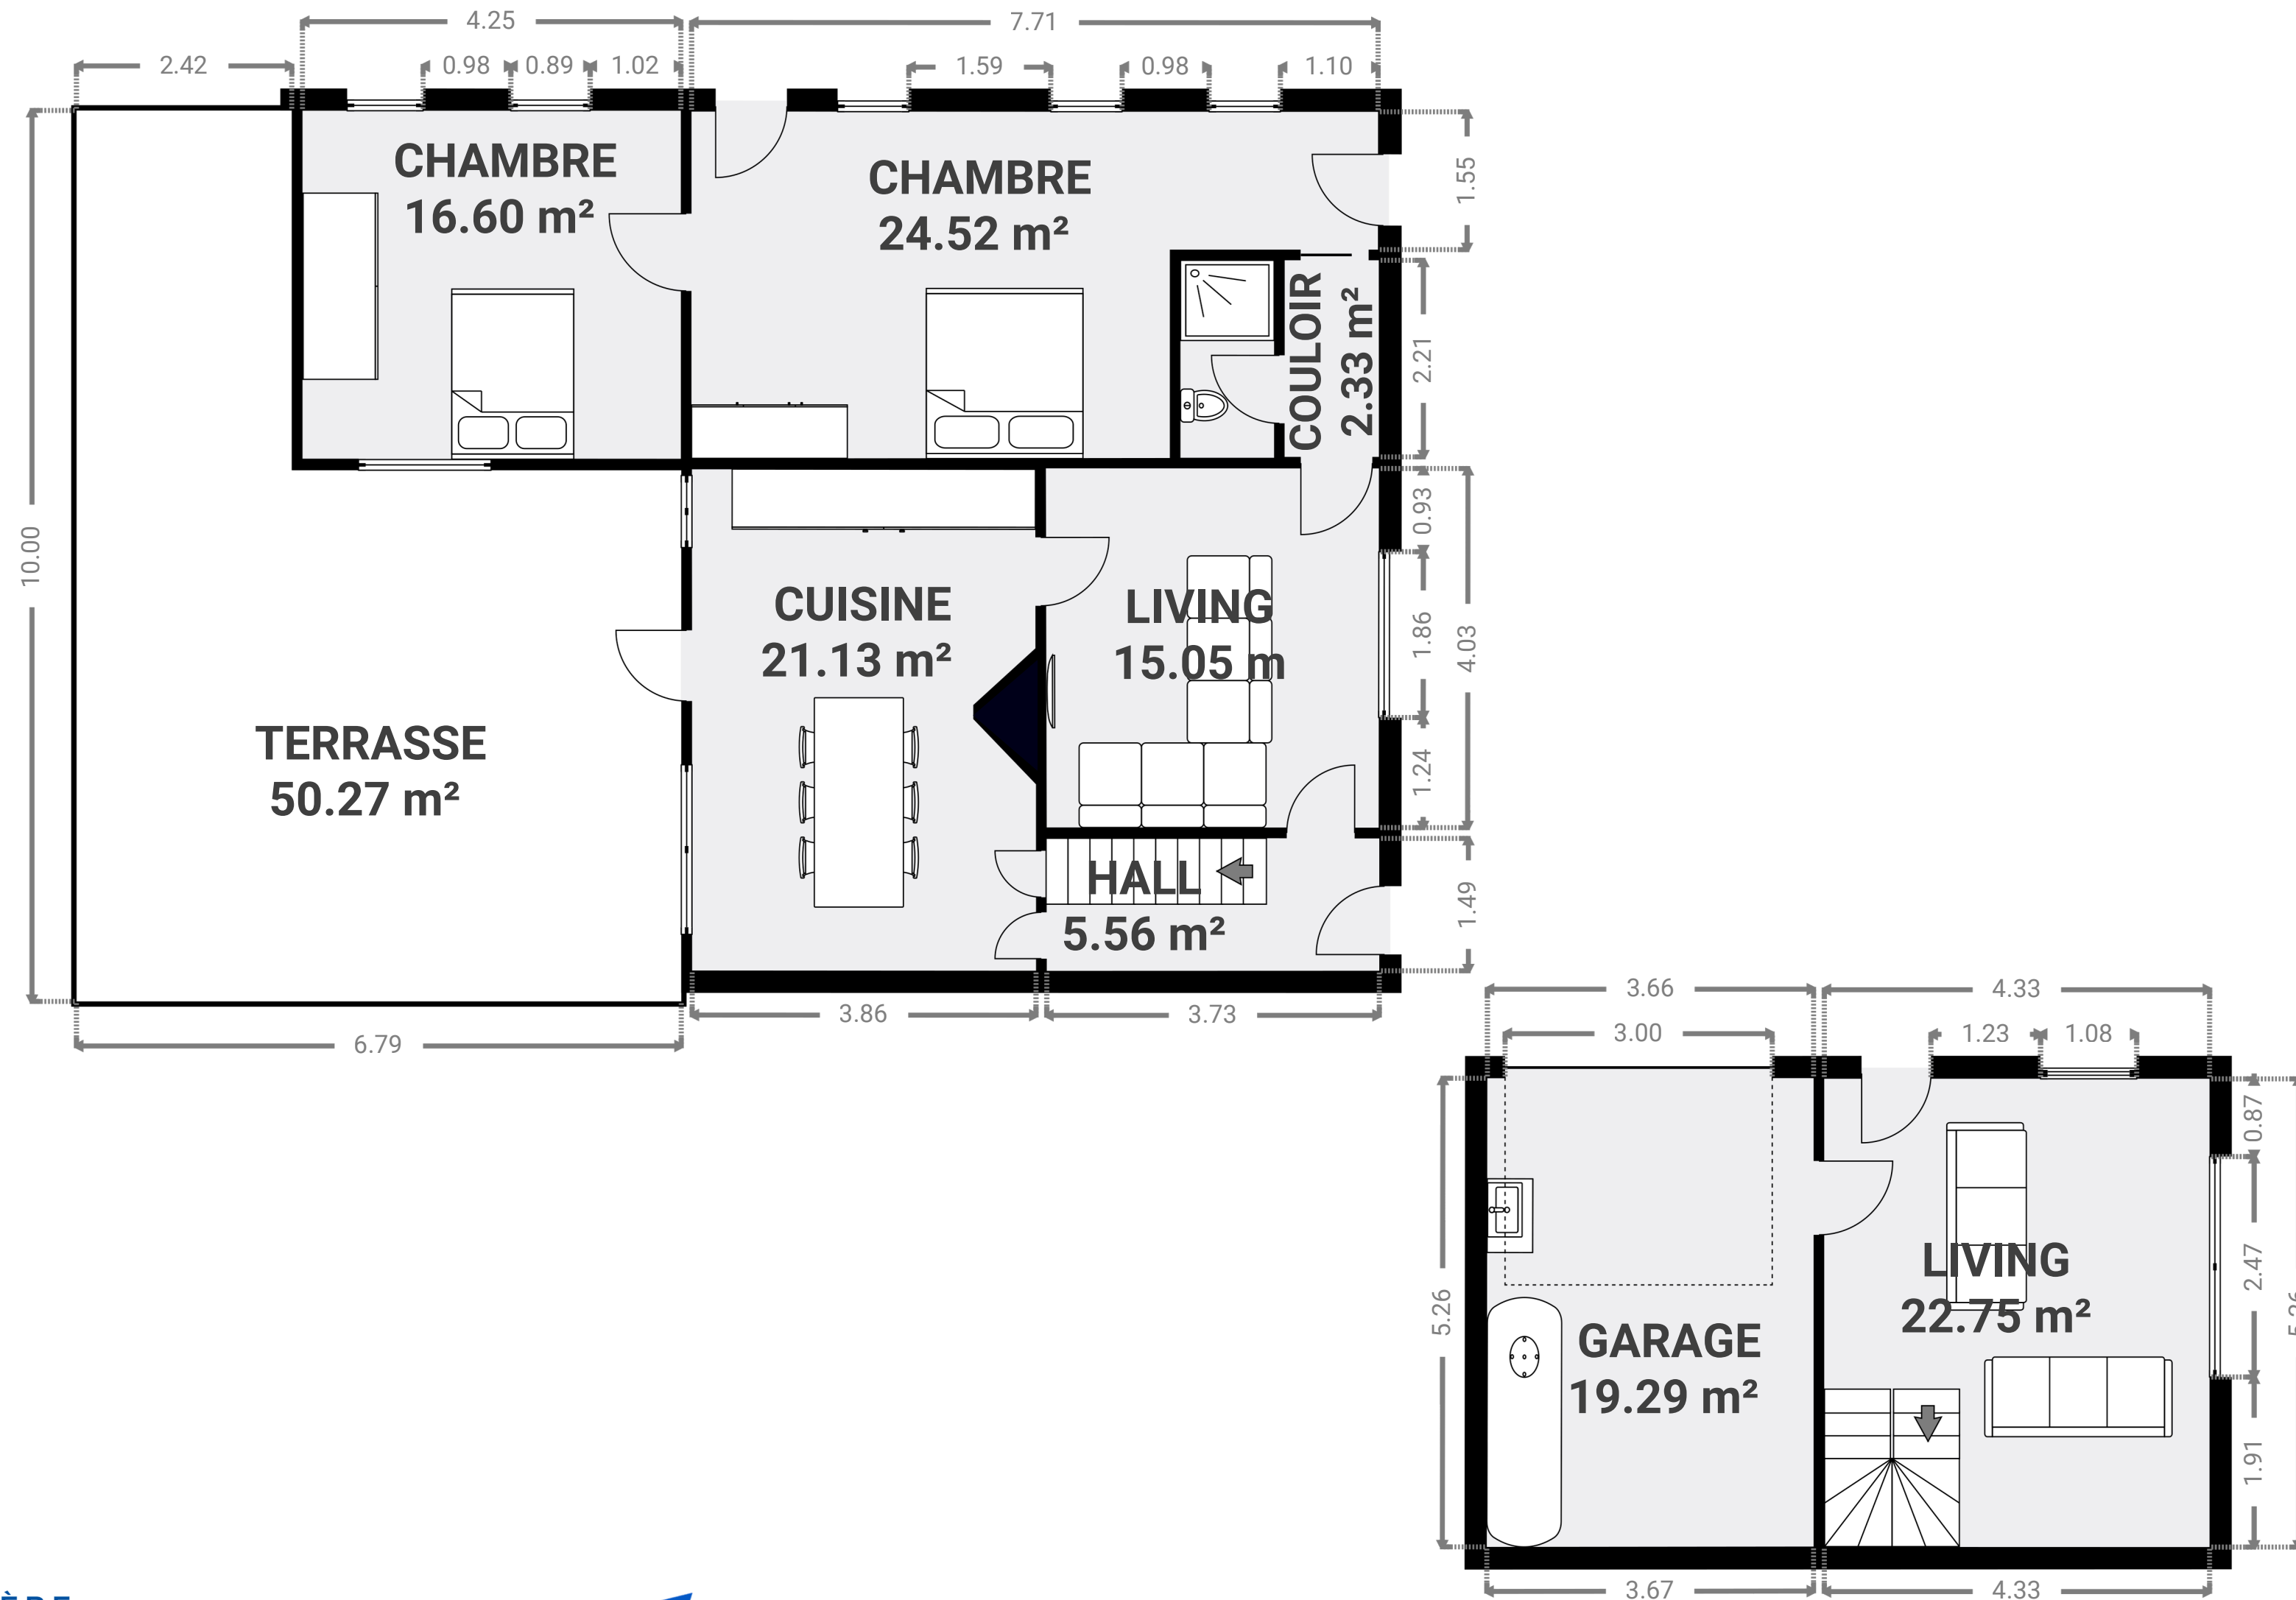 4.25
7.71
2.42
0.98
0.89
1.02
1.59
0.98
1.10
CHAMBRE
16.60 m²
CHAMBRE
24.52 m²
1.55
COULOIR
2.33 m²
2.21
10.00
0.93
CUISINE
21.13 m²
LIVING
15.05 m
1.86
4.03
TERRASSE
50.27 m²
1.24
HALL
5.56 m²
1.49
3.86
3.73
6.79
3.66
4.33
3.00
1.23
1.08
0.87
LIVING
22.75 m²
2.47
5.26
GARAGE
19.29 m²
1.91
3.67
4.33